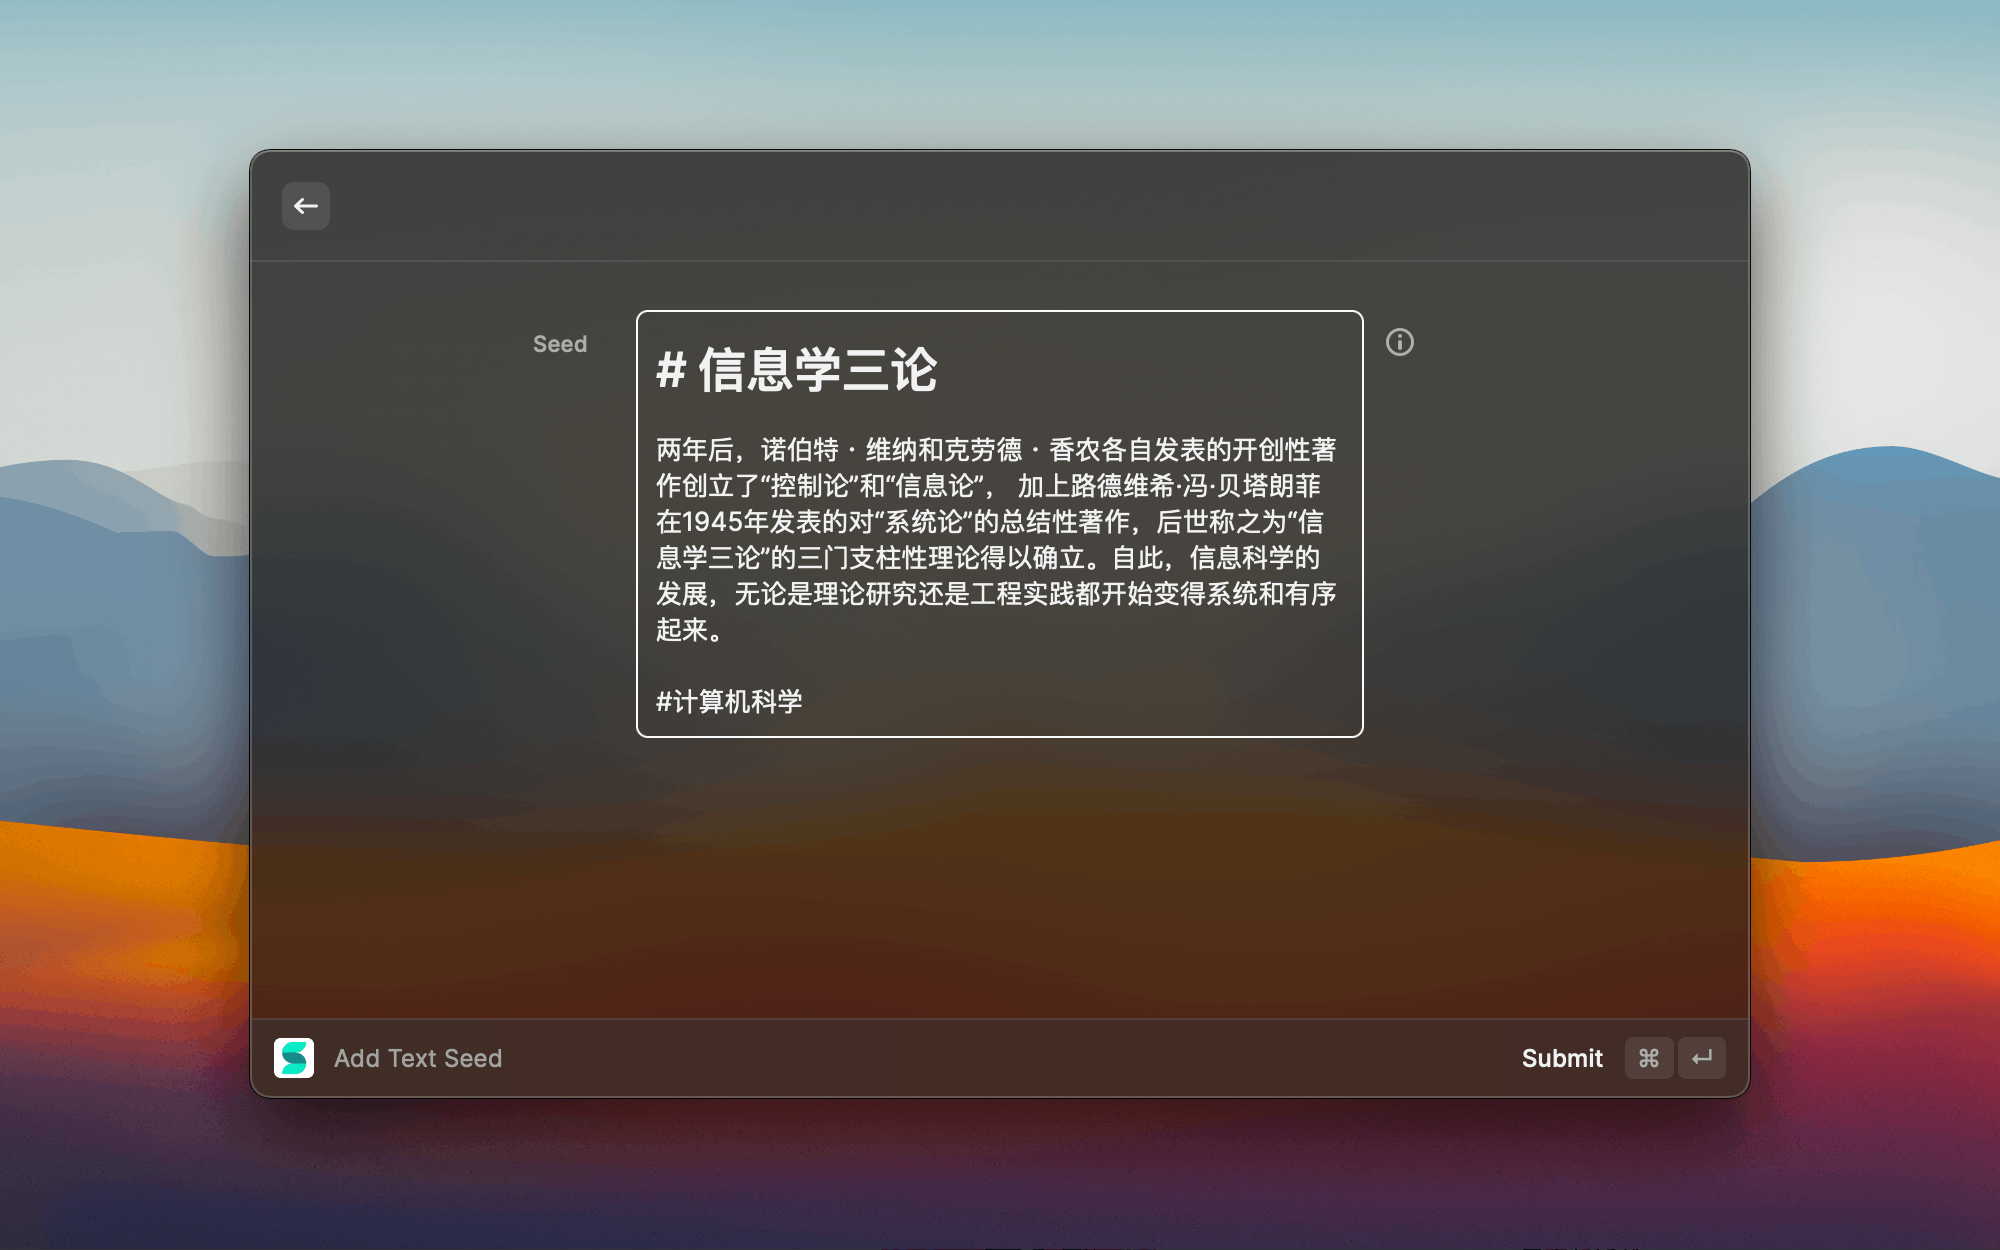 Seed
# 信息学三论
两年后，诺伯特・维纳和克劳德・香农各自发表的开创性著
作创立了“控制论”和“信息论”， 加上路德维希·冯·贝塔朗菲
在1945年发表的对“系统论”的总结性著作，后世称之为“信
息学三论”的三门支柱性理论得以确立。自此，信息科学的
发展，无论是理论研究还是工程实践都开始变得系统和有序
起来。
#计算机科学
Add Text Seed
Submit ⌘ ↵